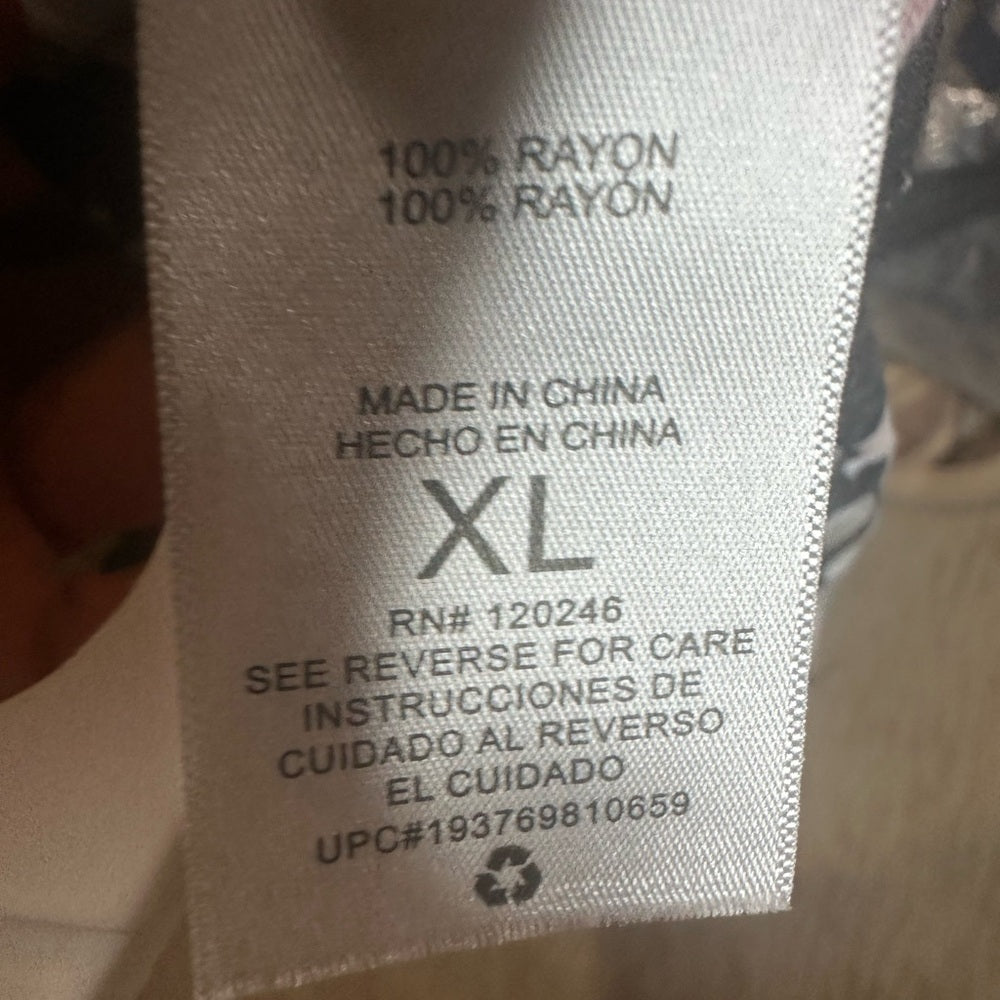 100% RAYON
100% RAYON
MADE IN CHINA
HECHO EN CHINA
XL
RN# 120246
SEE REVERSE FOR CARE
INSTRUCCIONES DE
CUIDADO AL REVERSO
EL CUIDADO
UPC#193769810659